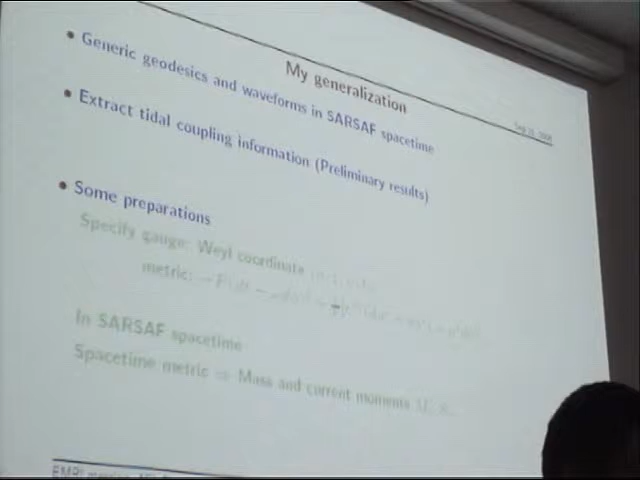 My generalization
• Generic geodesics and waveforms in SARSAF spacetime
• Extract tidal coupling information (Preliminary results)
• Some preparations
Specify gauge: Weyl coordinate
metric:
In SARSAF spacetime
Spacetime metric ⇒ Mass and current moments